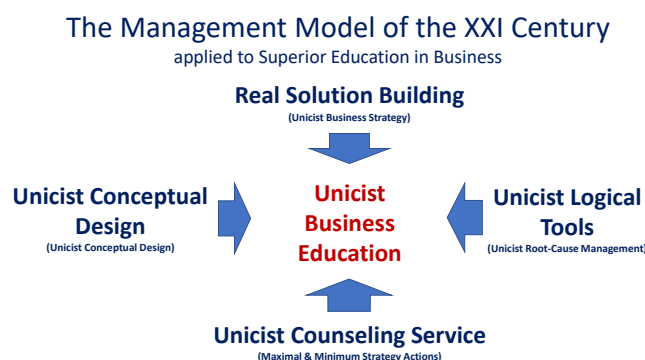 The Management Model of the XXI Century
applied to Superior Education in Business
Real Solution Building
(Unicist Business Strategy)
Unicist Conceptual
Design
(Unicist Conceptual Design)
Unicist
Business
Education
Unicist Logical
Tools
(Unicist Root-Cause Management)
Unicist Counseling Service
(Maximal & Minimum Strategy Actions)